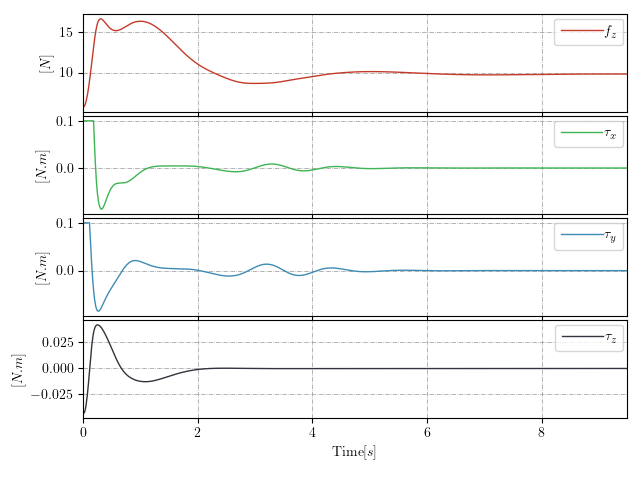 [N]
15
10
f_z
[N.m]
0.1
0.0
τ_x
[N.m]
0.1
0.0
τ_y
[N.m]
0.025
0.000
−0.025
τ_z
0 2 4 6 8
Time[s]